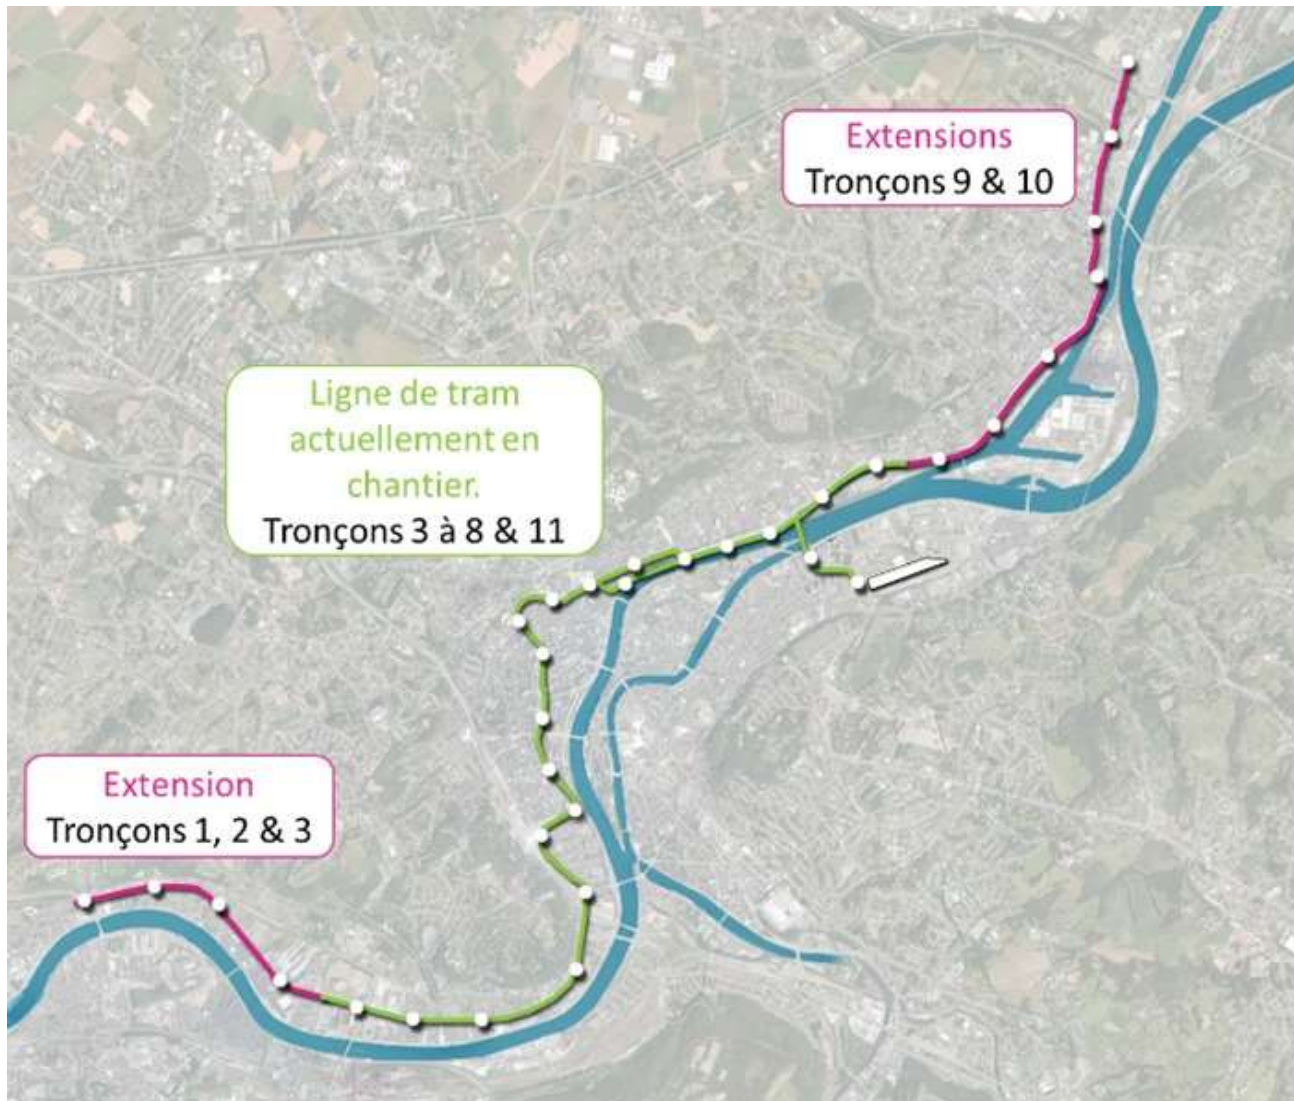 Extensions
Tronçons 9 & 10
Ligne de tram
actuellement en
chantier.
Tronçons 3 à 8 & 11
Extension
Tronçons 1, 2 & 3